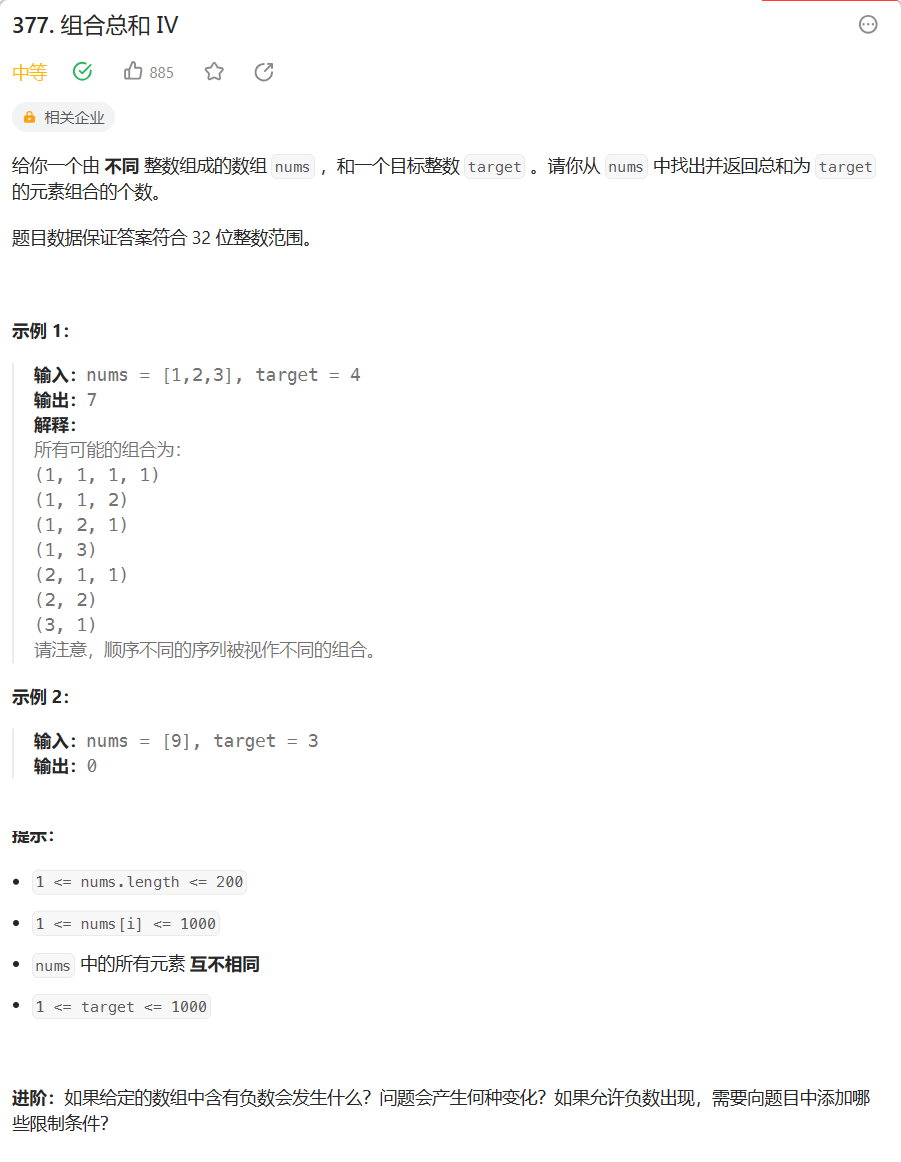 377. 组合总和 IV
中等 885
相关企业
给你一个由 不同 整数组成的数组 nums ，和一个目标整数 target 。请你从 nums 中找出并返回总和为 target
的元素组合的个数。
题目数据保证答案符合 32 位整数范围。
示例 1：
输入：nums = [1,2,3], target = 4
输出：7
解释：
所有可能的组合为：
(1, 1, 1, 1)
(1, 1, 2)
(1, 2, 1)
(1, 3)
(2, 1, 1)
(2, 2)
(3, 1)
请注意，顺序不同的序列被视作不同的组合。
示例 2：
输入：nums = [9], target = 3
输出：0
提示：
1 <= nums.length <= 200
1 <= nums[i] <= 1000
nums 中的所有元素 互不相同
1 <= target <= 1000
进阶：如果给定的数组中含有负数会发生什么？问题会产生何种变化？如果允许负数出现，需要向题目中添加哪
些限制条件？